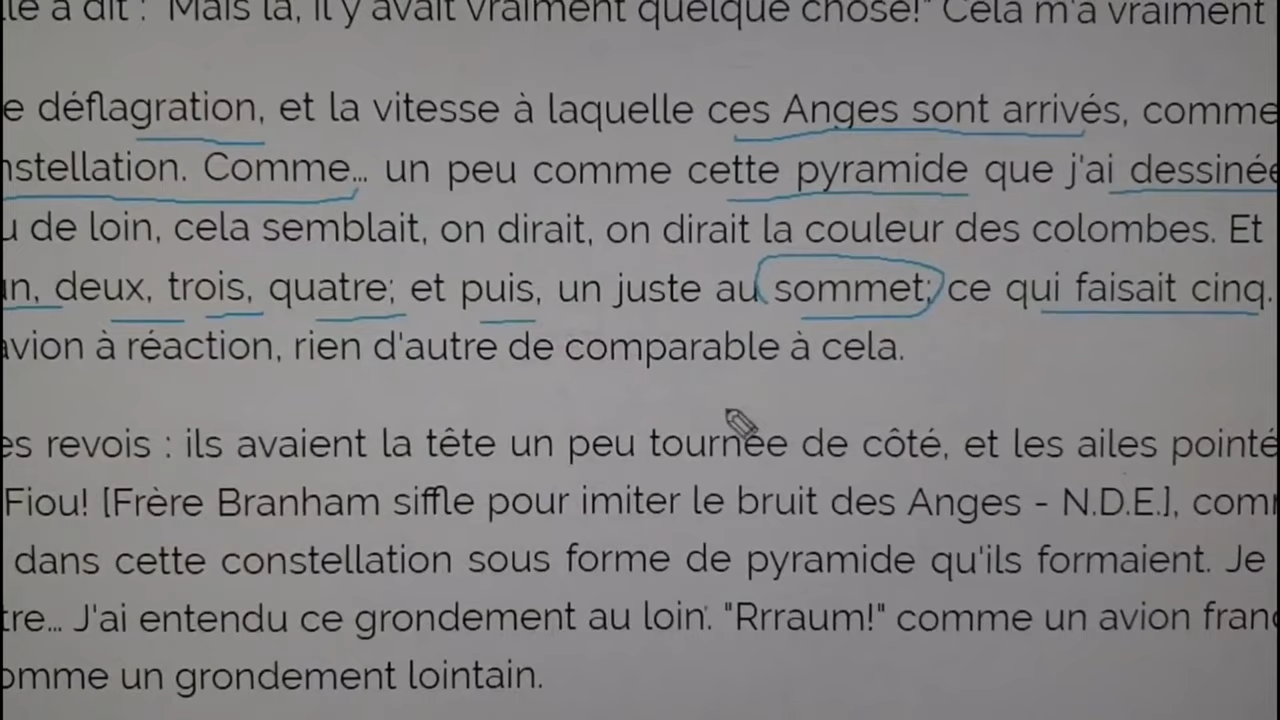 a dit : "Mais là, il y avait vraiment quelque chose!" Cela m'a vraiment
e déflagration, et la vitesse à laquelle ces Anges sont arrivés, comme
nstellation. Comme... un peu comme cette pyramide que j'ai dessinée
u de loin, cela semblait, on dirait, on dirait la couleur des colombes. Et
un, deux, trois, quatre; et puis, un juste au sommet; ce qui faisait cinq.
avion à réaction, rien d'autre de comparable à cela.
es revois : ils avaient la tête un peu tournée de côté, et les ailes pointé
Fiou! [Frère Branham siffle pour imiter le bruit des Anges - N.D.E.], com
dans cette constellation sous forme de pyramide qu'ils formaient. Je
tre... J'ai entendu ce grondement au loin: "Rrraum!" comme un avion fran
omme un grondement lointain.